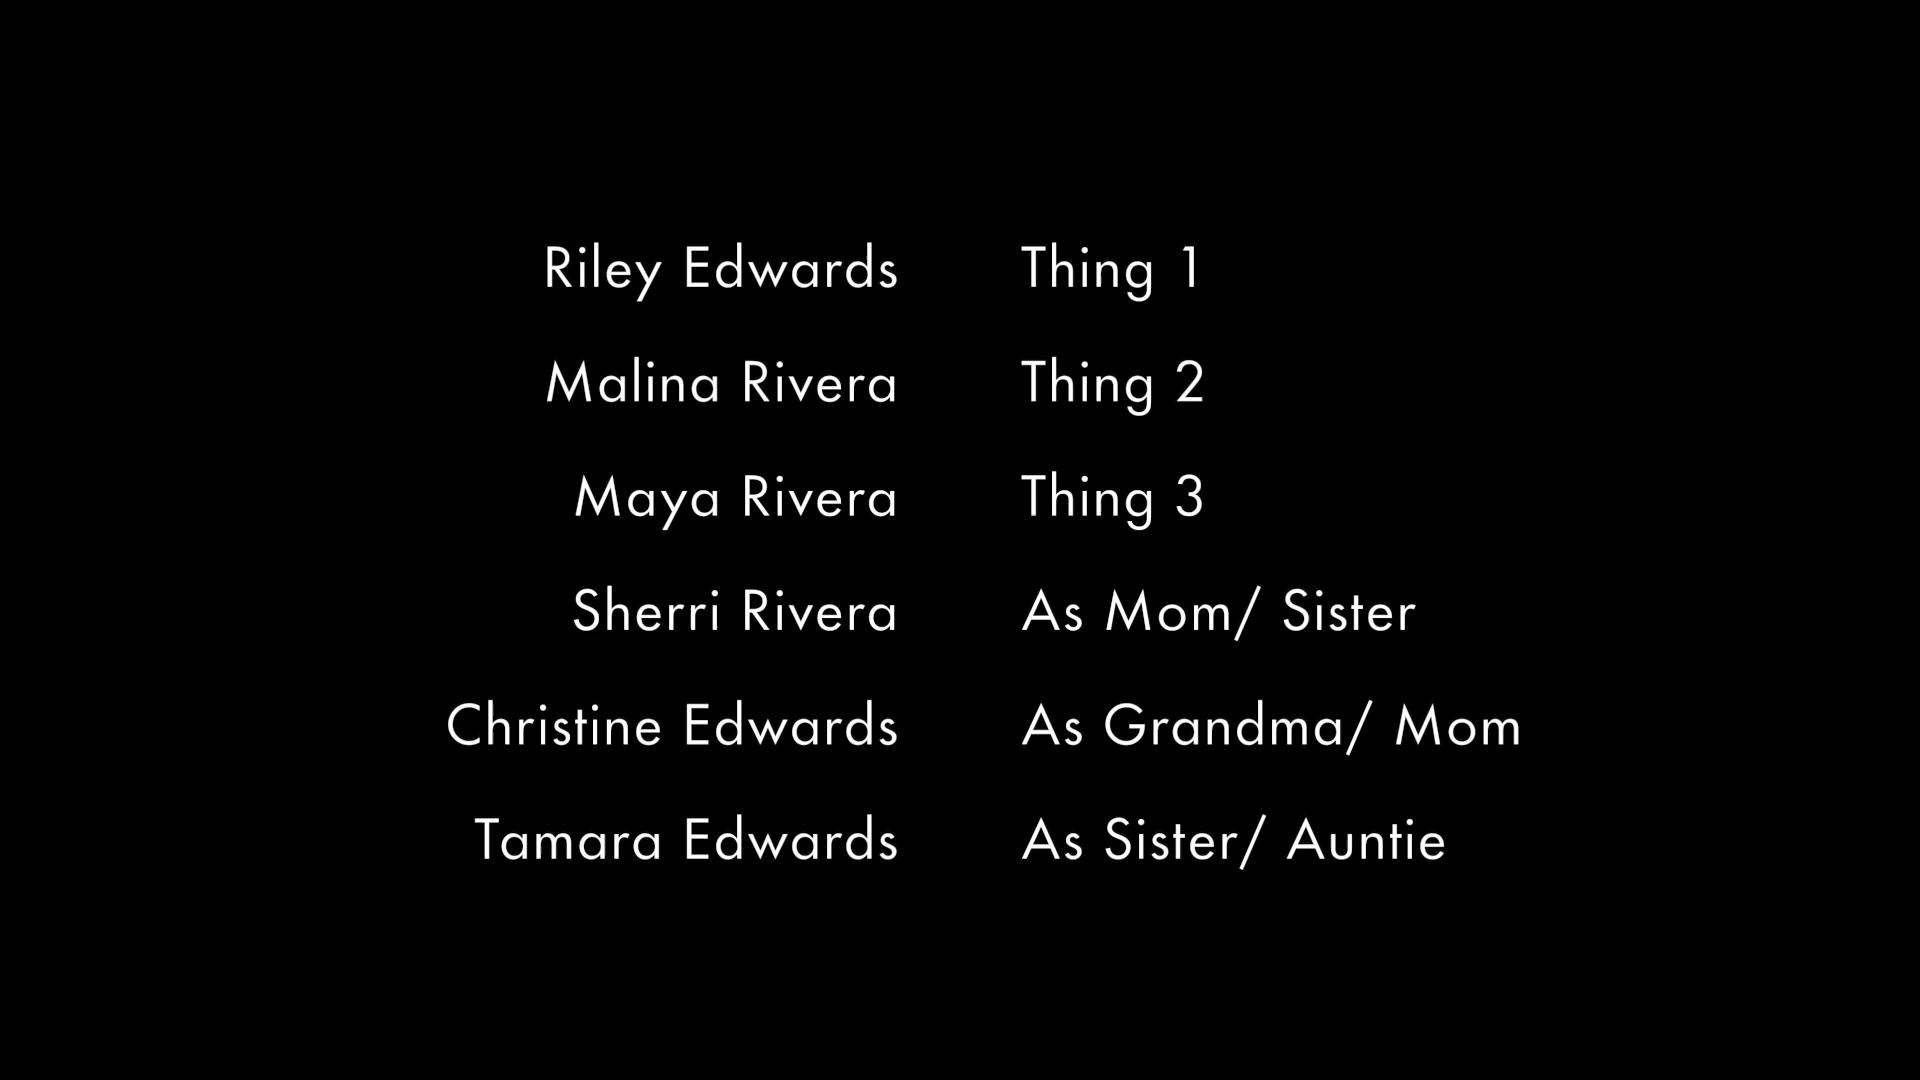 Riley Edwards Thing 1
Malina Rivera Thing 2
Maya Rivera Thing 3
Sherri Rivera As Mom/ Sister
Christine Edwards As Grandma/ Mom
Tamara Edwards As Sister/ Auntie